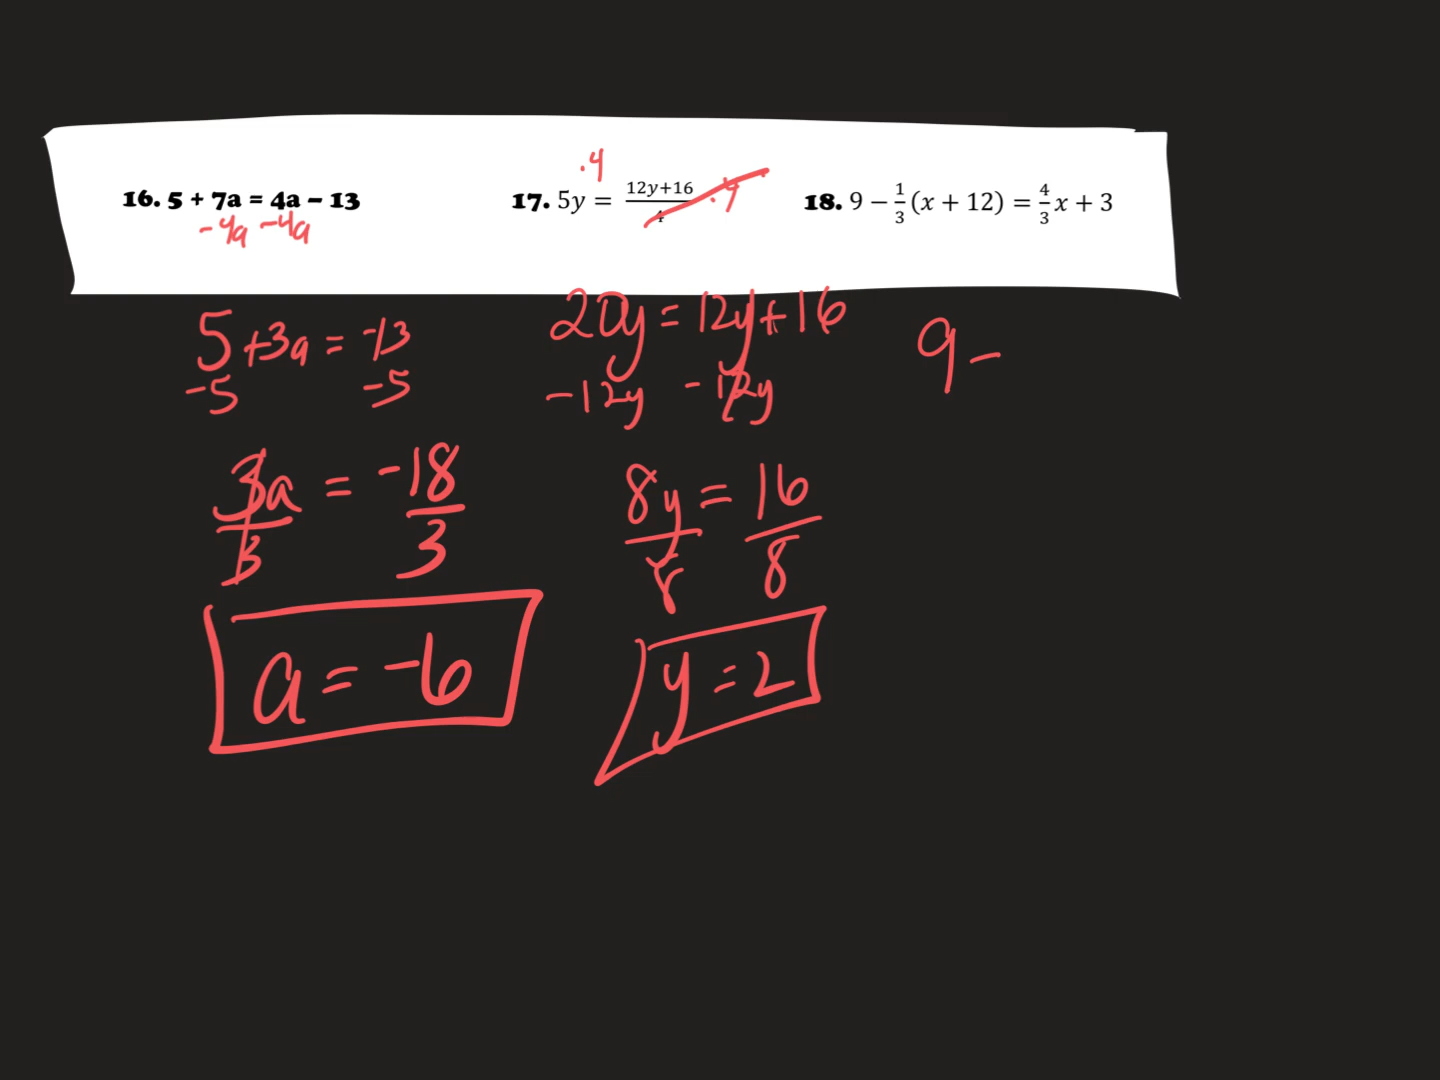 16. 5 + 7a = 4a – 13
-4a -4a
5 + 3a = -13
-5 -5
3a = -18
3 3
a = -6
·4
17. 5y = 12y+16 ·4
4
20y = 12y + 16
-12y -12y
8y = 16
8 8
y = 2
18. 9 − 1/3 (x + 12) = 4/3 x + 3
9 -